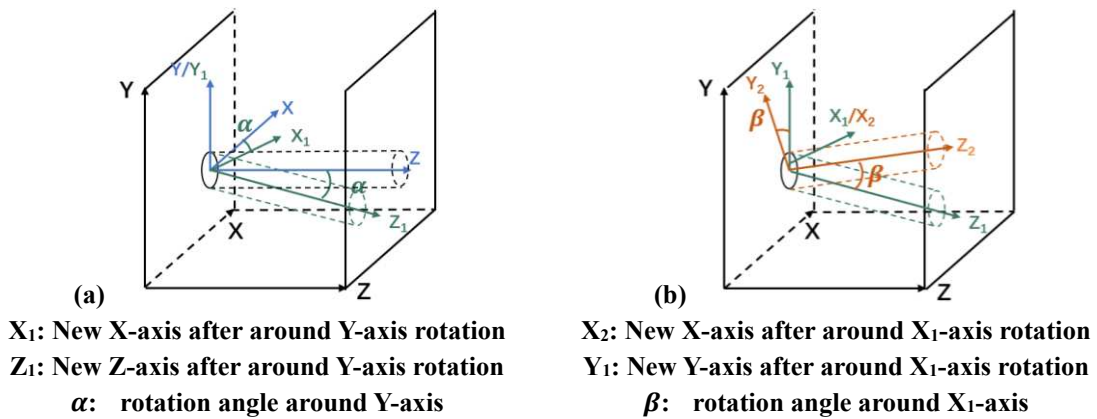 Y
Y/Y₁
X
α
X₁
Z
α
Z₁
X
Z
(a)
X₁: New X-axis after around Y-axis rotation
Z₁: New Z-axis after around Y-axis rotation
α: rotation angle around Y-axis
Y
Y₂
Y₁
β
X₁/X₂
Z₂
β
Z₁
X
Z
(b)
X₂: New X-axis after around X₁-axis rotation
Y₁: New Y-axis after around X₁-axis rotation
β: rotation angle around X₁-axis